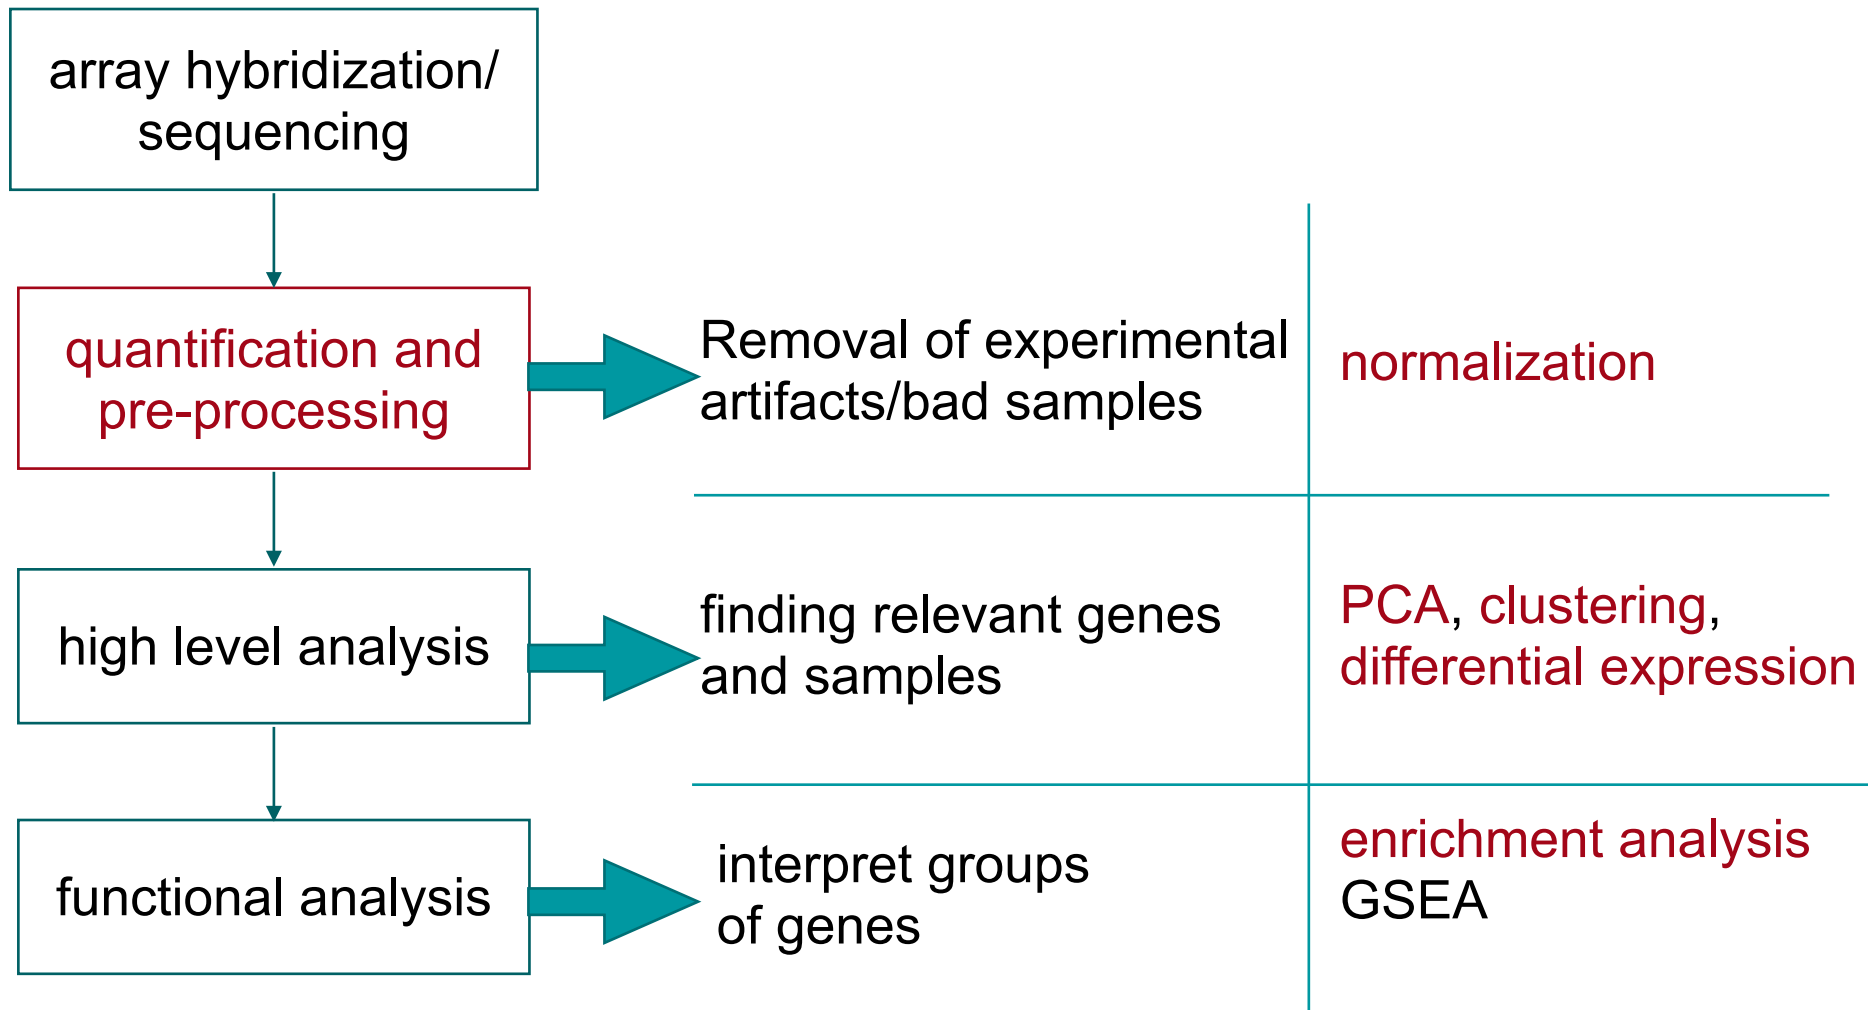 array hybridization/
sequencing
quantification and
pre-processing
Removal of experimental
artifacts/bad samples
normalization
high level analysis
finding relevant genes
and samples
PCA, clustering,
differential expression
functional analysis
interpret groups
of genes
enrichment analysis
GSEA